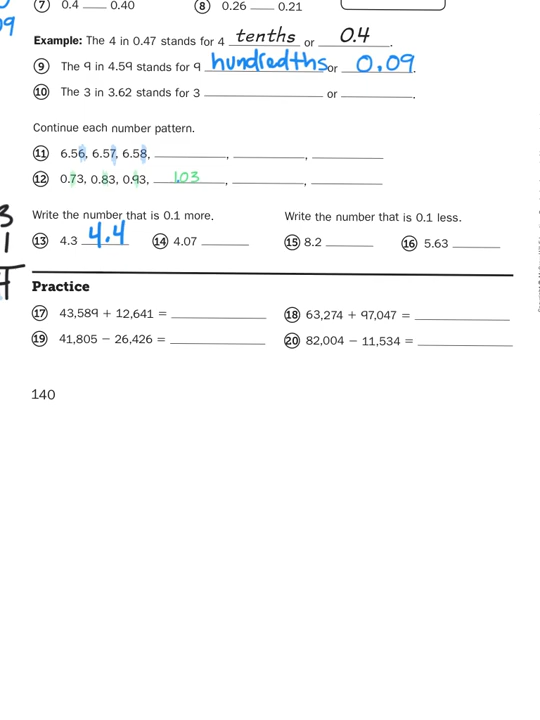 ⑦ 0.4 ____ 0.40 ⑧ 0.26 ____ 0.21
09
Example: The 4 in 0.47 stands for 4 tenths or 0.4.
⑨ The 9 in 4.59 stands for 9 hundredths or 0.09.
⑩ The 3 in 3.62 stands for 3 ____ or ____.
Continue each number pattern.
⑪ 6.56, 6.57, 6.58, ____, ____, ____
⑫ 0.73, 0.83, 0.93, 1.03, ____, ____
3
Write the number that is 0.1 more. Write the number that is 0.1 less.
1
⑬ 4.3 4.4 ⑭ 4.07 ____ ⑮ 8.2 ____ ⑯ 5.63 ____
Practice
⑰ 43,589 + 12,641 = ____ ⑱ 63,274 + 97,047 = ____
⑲ 41,805 − 26,426 = ____ ⑳ 82,004 − 11,534 = ____
140